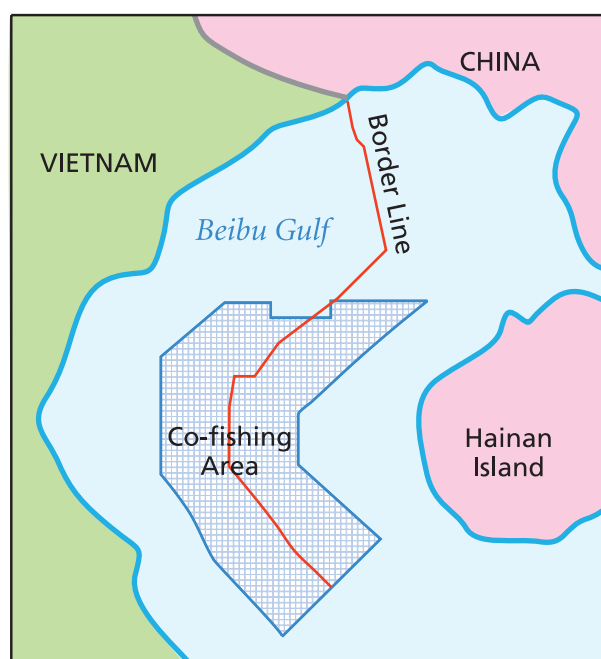 CHINA
VIETNAM
Border Line
Beibu Gulf
Co-fishing
Area
Hainan
Island